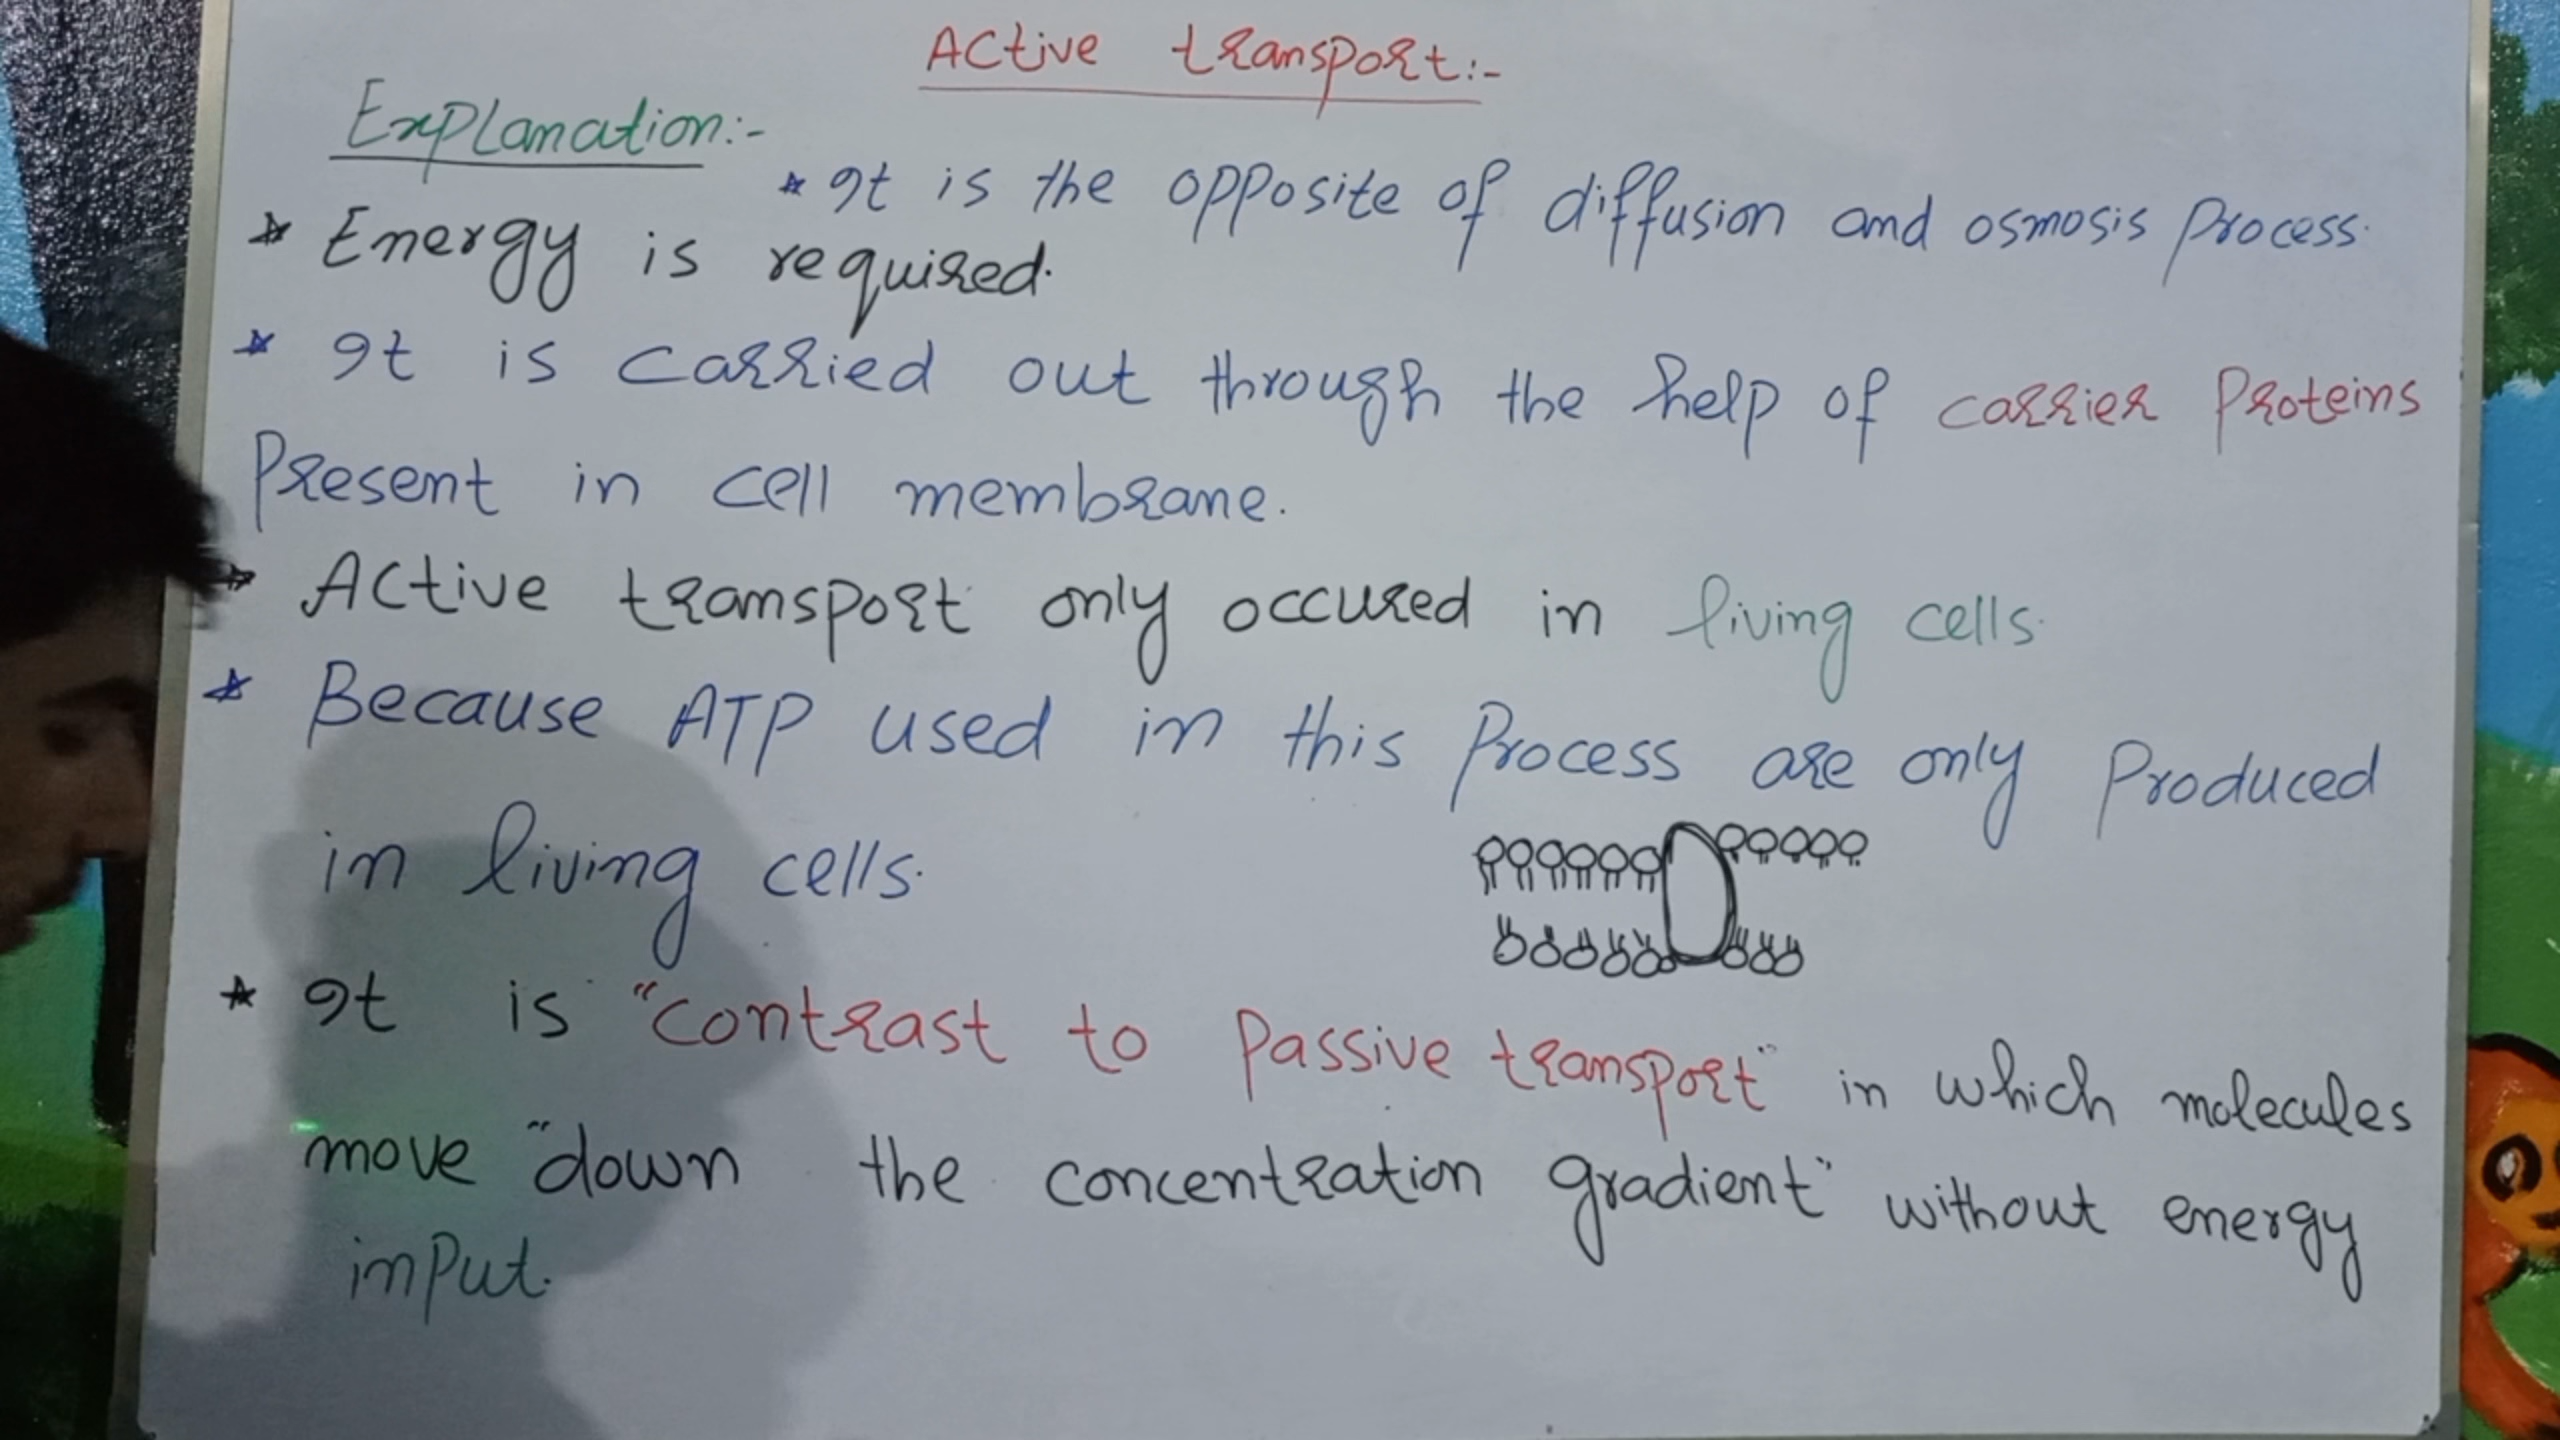 Active transport:-
Explanation:-
* It is the opposite of diffusion and osmosis process.
* Energy is required.
* It is carried out through the help of carrier proteins
Present in cell membrane.
* Active transport only occured in living cells.
* Because ATP used in this Process are only Produced
in living cells.
* It is "contrast to Passive transport" in which molecules
move "down the concentration gradient" without energy
input.